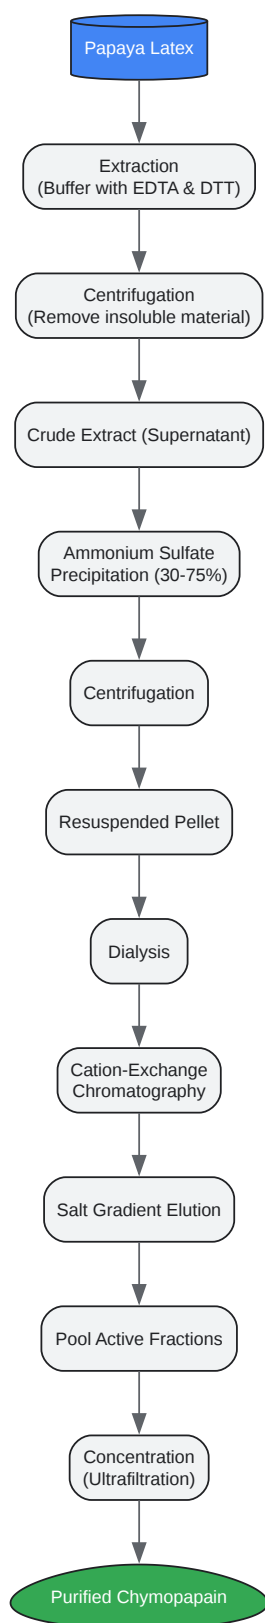 Papaya Latex
Extraction
(Buffer with EDTA & DTT)
Centrifugation
(Remove insoluble material)
Crude Extract (Supernatant)
Ammonium Sulfate
Precipitation (30-75%)
Centrifugation
Resuspended Pellet
Dialysis
Cation-Exchange
Chromatography
Salt Gradient Elution
Pool Active Fractions
Concentration
(Ultrafiltration)
Purified Chymopapain